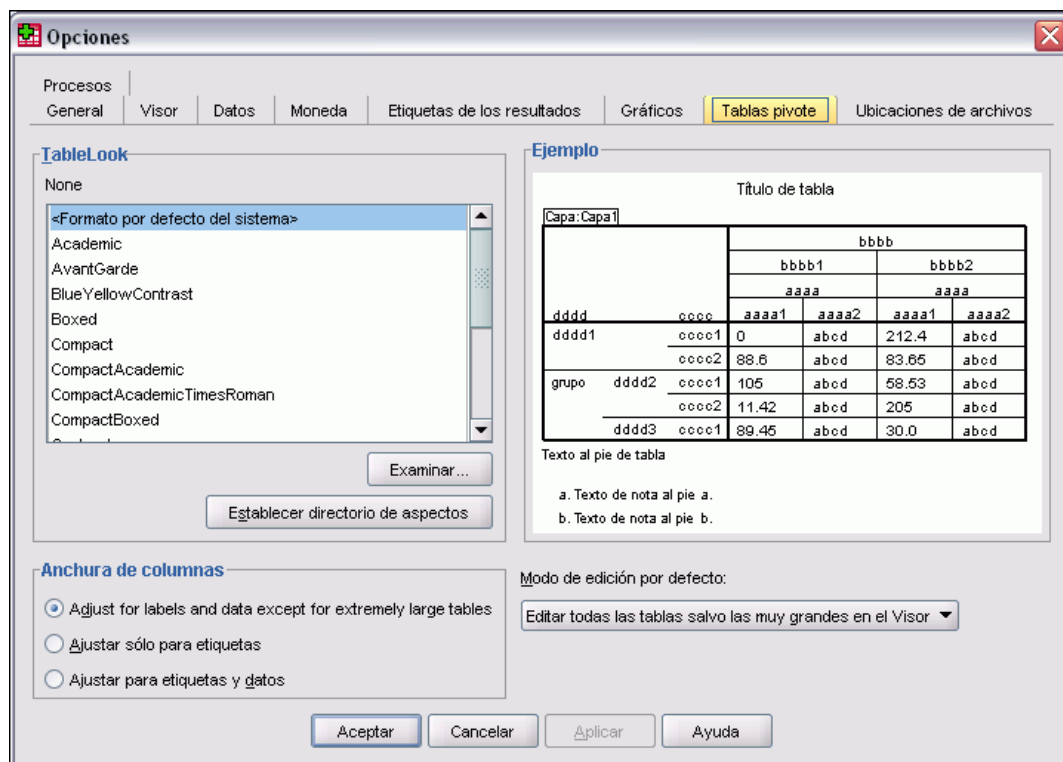 Opciones
Procesos
General Visor Datos Moneda Etiquetas de los resultados Gráficos Tablas pivote Ubicaciones de archivos
TableLook
None
<Formato por defecto del sistema>
Academic
AvantGarde
BlueYellowContrast
Boxed
Compact
CompactAcademic
CompactAcademicTimesRoman
CompactBoxed
Examinar...
Establecer directorio de aspectos
Ejemplo
Título de tabla
Capa:Capa1
bbbb
bbbb1 bbbb2
aaaa aaaa
dddd cccc aaaa1 aaaa2 aaaa1 aaaa2
dddd1 cccc1 0 abcd 212.4 abcd
cccc2 88.6 abcd 83.65 abcd
grupo dddd2 cccc1 105 abcd 58.53 abcd
cccc2 11.42 abcd 205 abcd
dddd3 cccc1 89.45 abcd 30.0 abcd
Texto al pie de tabla
a. Texto de nota al pie a.
b. Texto de nota al pie b.
Anchura de columnas
Adjust for labels and data except for extremely large tables
Ajustar sólo para etiquetas
Ajustar para etiquetas y datos
Modo de edición por defecto:
Editar todas las tablas salvo las muy grandes en el Visor
Aceptar Cancelar Aplicar Ayuda